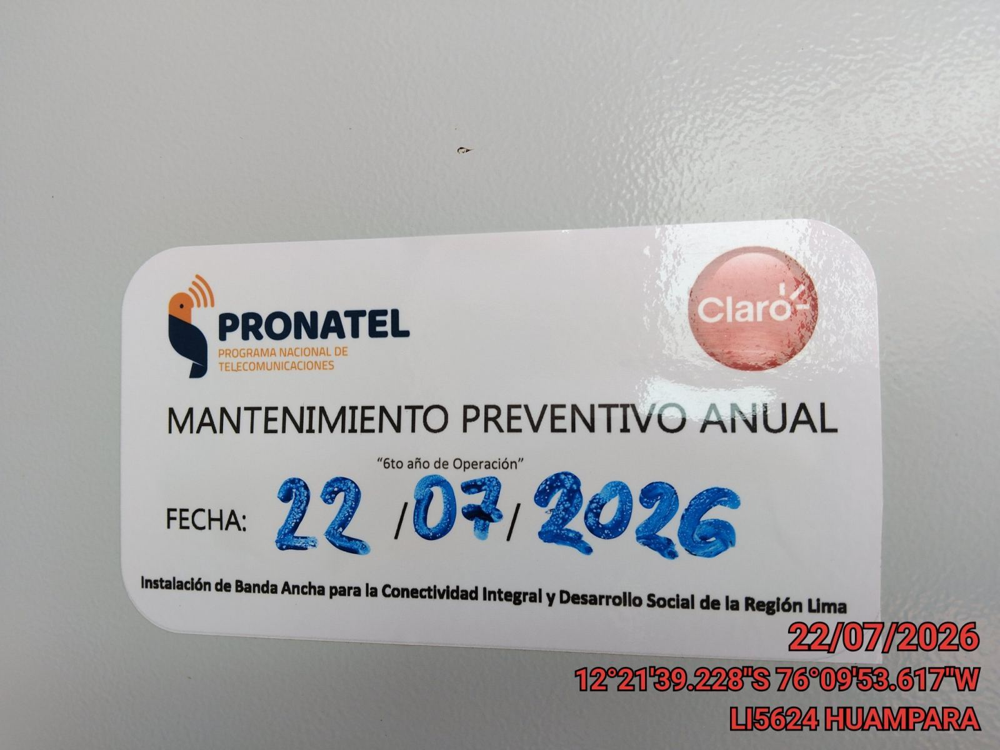 PRONATEL
PROGRAMA NACIONAL DE
TELECOMUNICACIONES
Claro
MANTENIMIENTO PREVENTIVO ANUAL
“6to año de Operación”
FECHA: 22/07/2026
Instalación de Banda Ancha para la Conectividad Integral y Desarrollo Social de la Región Lima
22/07/2026
12°21'39.228"S 76°09'53.617"W
LI5624 HUAMPARA